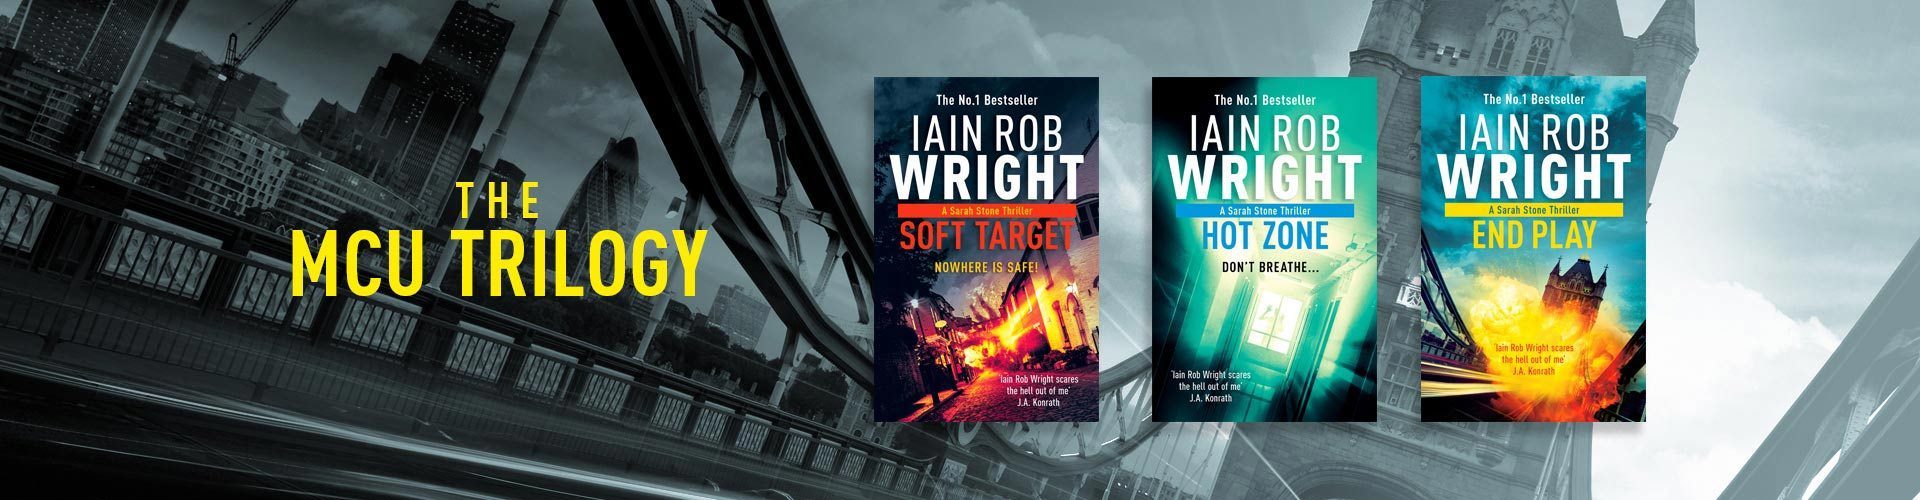 THE
MCU TRILOGY
The No.1 Bestseller
IAIN ROB
WRIGHT
A Sarah Stone Thriller
SOFT TARGET
NOWHERE IS SAFE!
'Iain Rob Wright scares
the hell out of me'
J.A. Konrath
The No.1 Bestseller
IAIN ROB
WRIGHT
A Sarah Stone Thriller
HOT ZONE
DON'T BREATHE...
'Iain Rob Wright scares
the hell out of me'
J.A. Konrath
The No.1 Bestseller
IAIN ROB
WRIGHT
A Sarah Stone Thriller
END PLAY
'Iain Rob Wright scares
the hell out of me'
J.A. Konrath